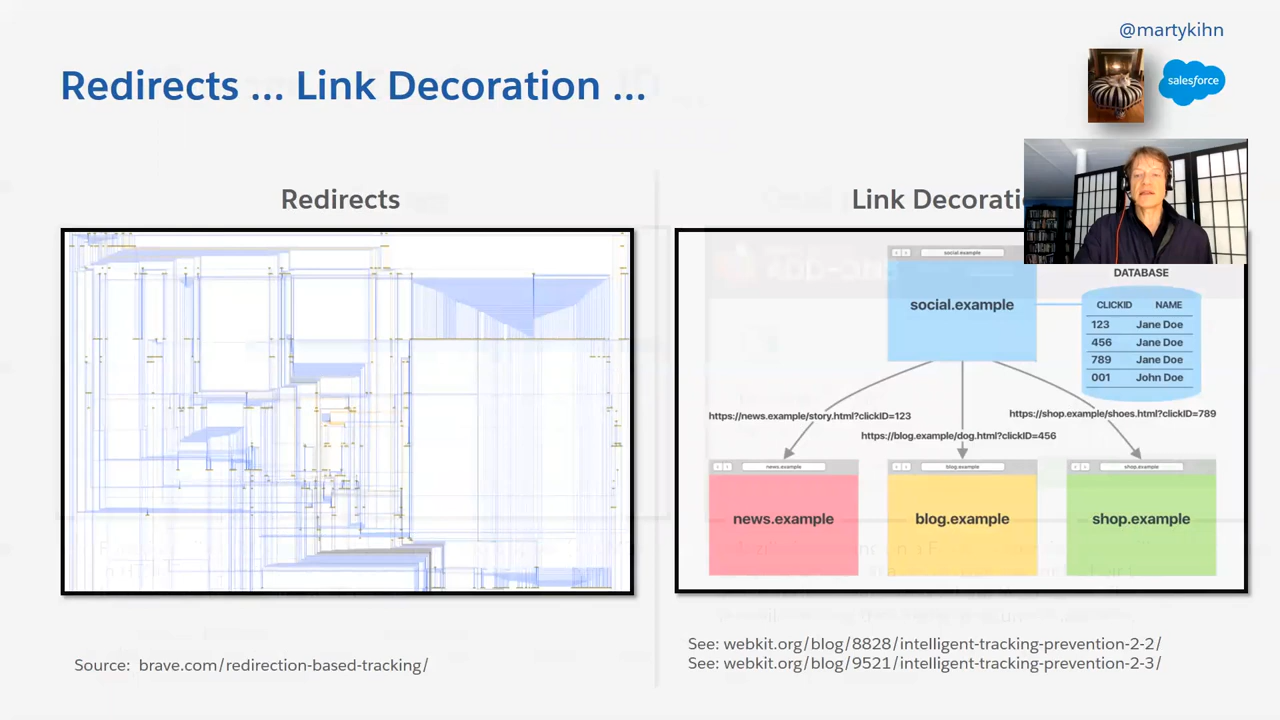 @martykihn
Redirects ... Link Decoration ...
salesforce
Redirects
Link Decorati
social.example
social.example
DATABASE
CLICKID NAME
123 Jane Doe
456 Jane Doe
789 Jane Doe
001 John Doe
https://news.example/story.html?clickID=123
https://shop.example/shoes.html?clickID=789
https://blog.example/dog.html?clickID=456
news.example
blog.example
shop.example
news.example
blog.example
shop.example
Source: brave.com/redirection-based-tracking/
See: webkit.org/blog/8828/intelligent-tracking-prevention-2-2/
See: webkit.org/blog/9521/intelligent-tracking-prevention-2-3/